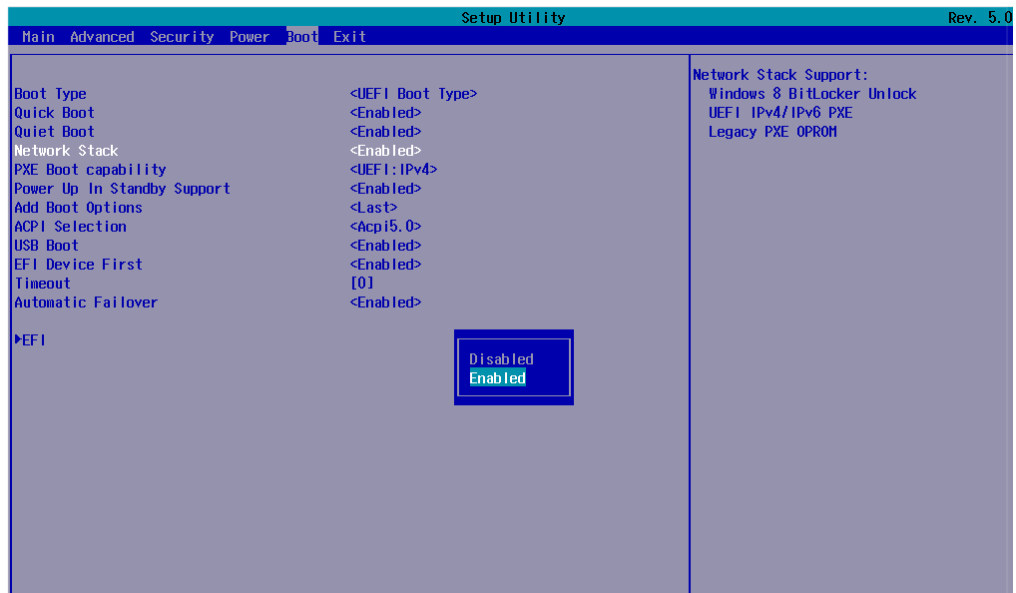 Setup Utility Rev. 5.0
Main Advanced Security Power Boot Exit
Boot Type <UEFI Boot Type>
Quick Boot <Enabled>
Quiet Boot <Enabled>
Network Stack <Enabled>
PXE Boot capability <UEFI:IPv4>
Power Up In Standby Support <Enabled>
Add Boot Options <Last>
ACPI Selection <Acpi5.0>
USB Boot <Enabled>
EFI Device First <Enabled>
Timeout [0]
Automatic Failover <Enabled>
▶EFI
Disabled
Enabled
Network Stack Support:
Windows 8 BitLocker Unlock
UEFI IPv4/IPv6 PXE
Legacy PXE OPROM